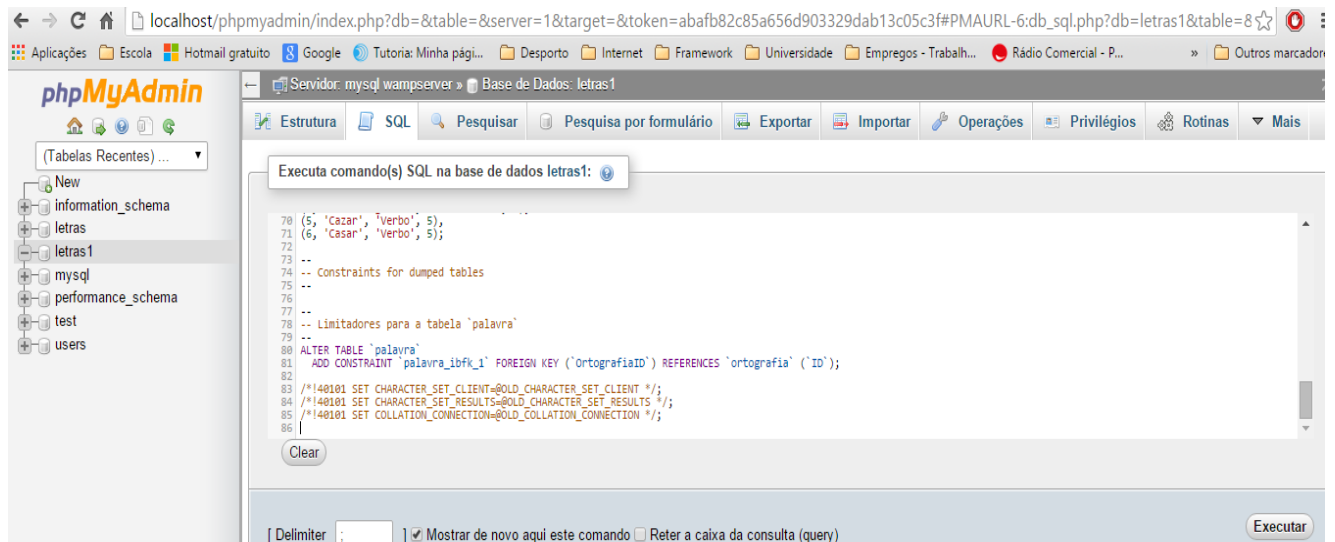 localhost/phpmyadmin/index.php?db=&table=&server=1&target=&token=abafb82c85a656d903329dab13c05c3f#PMAURL-6:db_sql.php?db=letras1&table=&
Aplicações Escola Hotmail gratuito Google Tutoria: Minha pági... Desporto Internet Framework Universidade Empregos - Trabalh... Rádio Comercial - P... » Outros marcadore
phpMyAdmin
Servidor: mysql wampserver » Base de Dados: letras1
Estrutura SQL Pesquisar Pesquisa por formulário Exportar Importar Operações Privilégios Rotinas Mais
(Tabelas Recentes) ...
New
information_schema
letras
letras1
mysql
performance_schema
test
users
Executa comando(s) SQL na base de dados letras1:
70 (5, 'Cazar', 'Verbo', 5),
71 (6, 'Casar', 'Verbo', 5);
72
73 --
74 -- Constraints for dumped tables
75 --
76
77 --
78 -- Limitadores para a tabela `palavra`
79 --
80 ALTER TABLE `palavra`
81 ADD CONSTRAINT `palavra_ibfk_1` FOREIGN KEY (`OrtografiaID`) REFERENCES `ortografia` (`ID`);
82
83 /*!40101 SET CHARACTER_SET_CLIENT=@OLD_CHARACTER_SET_CLIENT */;
84 /*!40101 SET CHARACTER_SET_RESULTS=@OLD_CHARACTER_SET_RESULTS */;
85 /*!40101 SET COLLATION_CONNECTION=@OLD_COLLATION_CONNECTION */;
86
Clear
[ Delimiter ; ] Mostrar de novo aqui este comando Reter a caixa da consulta (query)
Executar